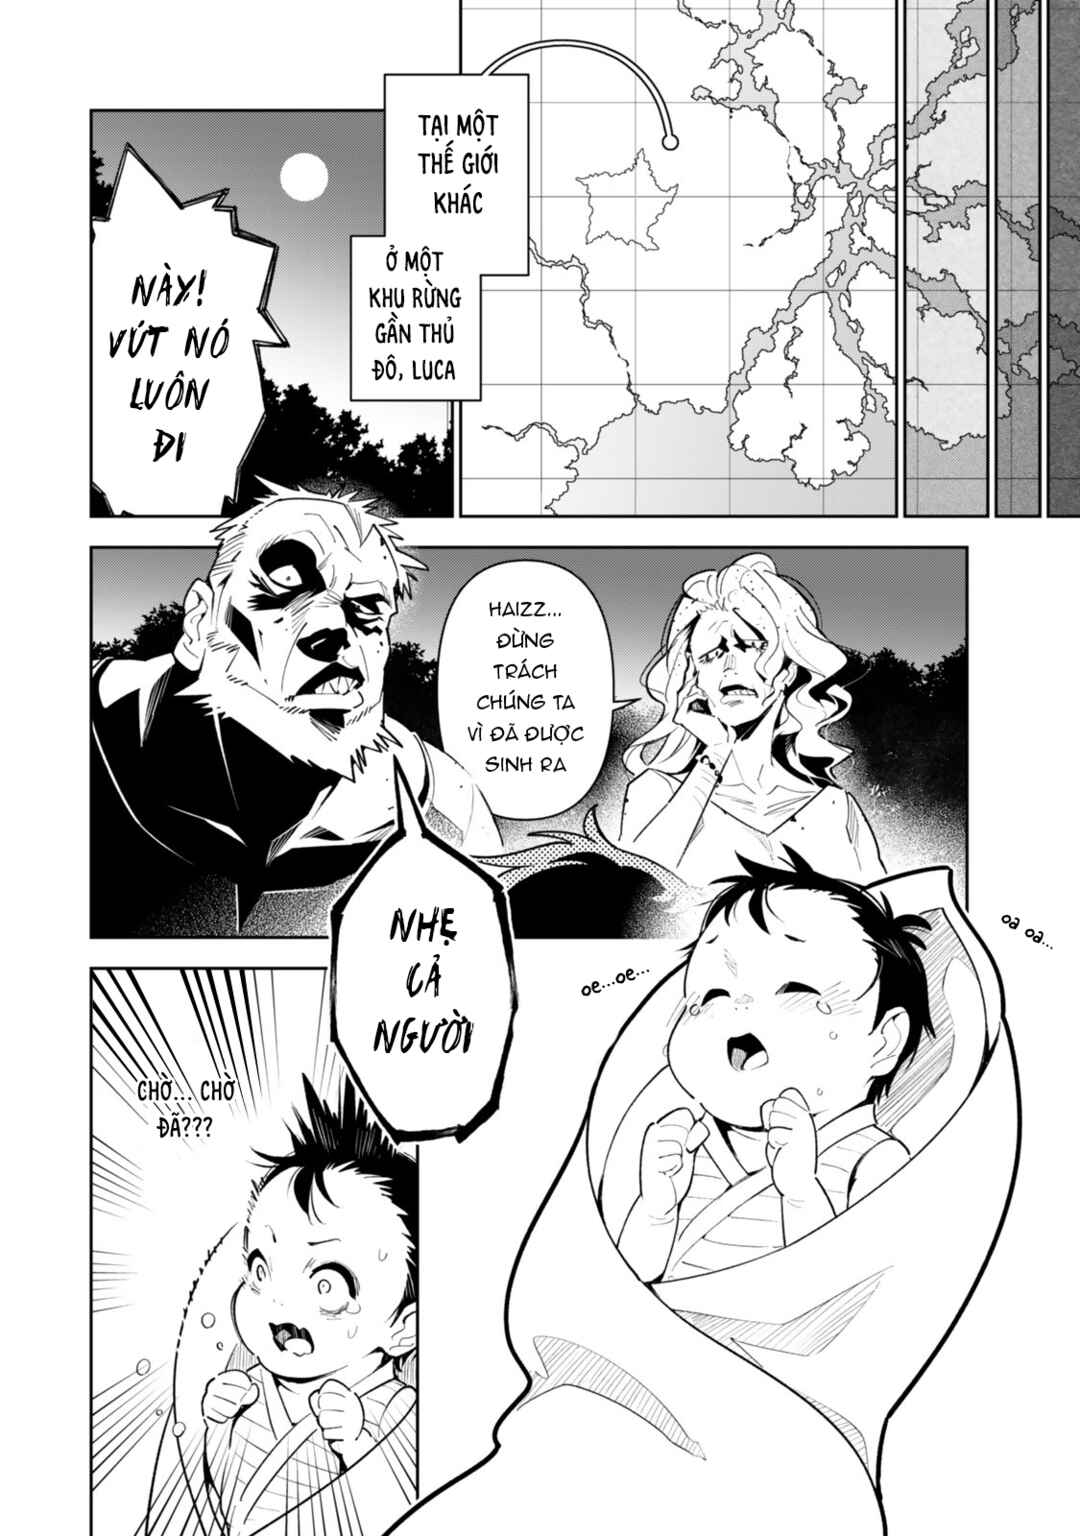 TẠI MỘT
THẾ GIỚI
KHÁC
Ở MỘT
KHU RỪNG
GẦN THỦ
ĐÔ, LUCA
NÀY!
VỨT NÓ
LUÔN
ĐI
HAIZZ...
ĐỪNG
TRÁCH
CHÚNG TA
VÌ ĐÃ ĐƯỢC
SINH RA
NHẸ
CẢ
NGƯỜI
oa oa...
oe...oe...
CHỜ... CHỜ
ĐÃ???